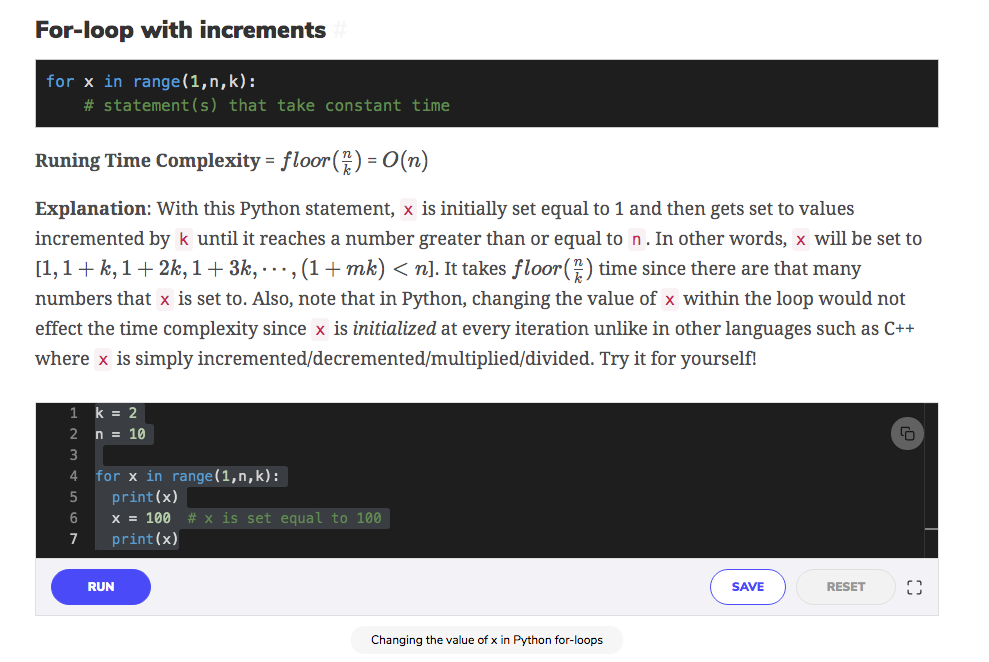 For-loop with increments #
for x in range(1,n,k):
    # statement(s) that take constant time
Runing Time Complexity = floor(n/k) = O(n)
Explanation: With this Python statement, x is initially set equal to 1 and then gets set to values
incremented by k until it reaches a number greater than or equal to n . In other words, x will be set to
[1, 1 + k, 1 + 2k, 1 + 3k, ⋯ , (1 + mk) < n]. It takes floor(n/k) time since there are that many
numbers that x is set to. Also, note that in Python, changing the value of x within the loop would not
effect the time complexity since x is initialized at every iteration unlike in other languages such as C++
where x is simply incremented/decremented/multiplied/divided. Try it for yourself!
1 k = 2
2 n = 10
3
4 for x in range(1,n,k):
5   print(x)
6   x = 100  # x is set equal to 100
7   print(x)
RUN SAVE RESET
Changing the value of x in Python for-loops